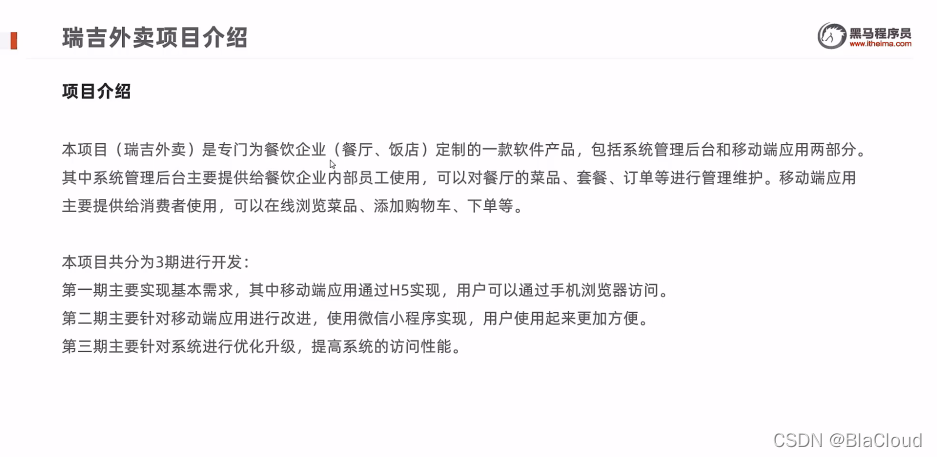 瑞吉外卖项目介绍
黑马程序员
www.itheima.com
项目介绍
本项目（瑞吉外卖）是专门为餐饮企业（餐厅、饭店）定制的一款软件产品，包括系统管理后台和移动端应用两部分。
其中系统管理后台主要提供给餐饮企业内部员工使用，可以对餐厅的菜品、套餐、订单等进行管理维护。移动端应用
主要提供给消费者使用，可以在线浏览菜品、添加购物车、下单等。
本项目共分为3期进行开发：
第一期主要实现基本需求，其中移动端应用通过H5实现，用户可以通过手机浏览器访问。
第二期主要针对移动端应用进行改进，使用微信小程序实现，用户使用起来更加方便。
第三期主要针对系统进行优化升级，提高系统的访问性能。
CSDN @BlaCloud